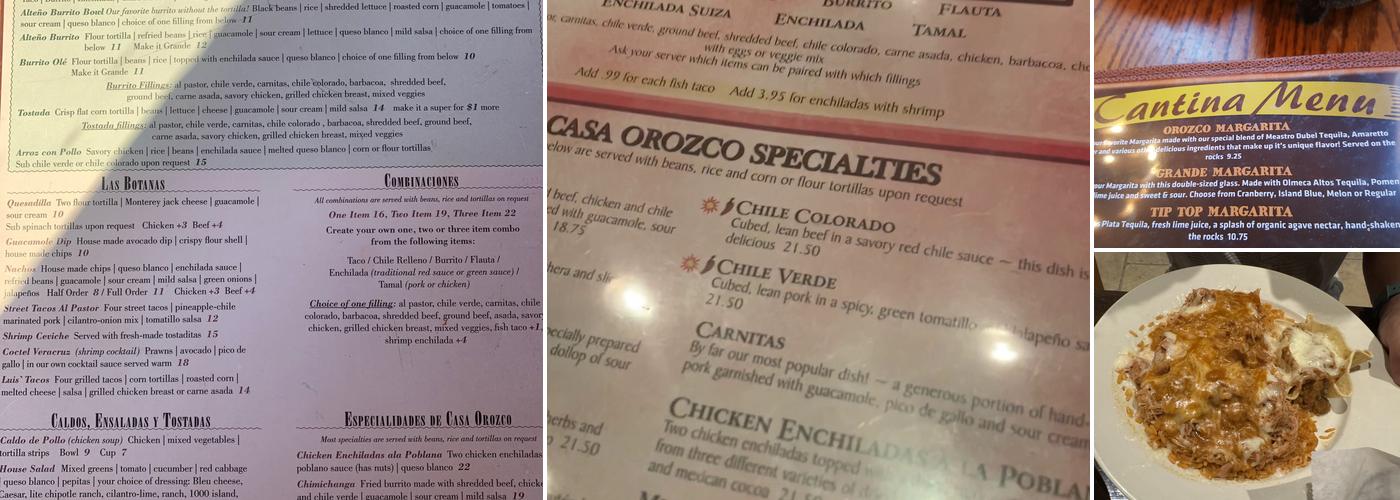 Alteño Burrito Bowl Our favorite burrito without the tortilla! Black beans | rice | shredded lettuce | roasted corn | guacamole | tomatoes |
sour cream | queso blanco | choice of one filling from below 11
Alteño Burrito Flour tortilla | refried beans | rice | guacamole | sour cream | lettuce | queso blanco | mild salsa | choice of one filling from
below 11 Make it Grande 12
Burrito Olé Flour tortilla | beans | rice | topped with enchilada sauce | queso blanco | choice of one filling from below 10
Make it Grande 11
Burrito Fillings: al pastor, chile verde, carnitas, chile colorado, barbacoa, shredded beef,
ground beef, carne asada, savory chicken, grilled chicken breast, mixed veggies
Tostada Crisp flat corn tortilla | beans | lettuce | cheese | guacamole | sour cream | mild salsa 14 make it a super for $1 more
Tostada fillings: al pastor, chile verde, carnitas, chile colorado , barbacoa, shredded beef, ground beef,
carne asada, savory chicken, grilled chicken breast, mixed veggies
Arroz con Pollo Savory chicken | rice | beans | enchilada sauce | melted queso blanco | corn or flour tortillas
Sub chile verde or chile colorado upon request 15
Las Botanas
Quesadilla Two flour tortilla | Monterey jack cheese | guacamole |
sour cream 10
Sub spinach tortillas upon request Chicken +3 Beef +4
Guacamole Dip House made avocado dip | crispy flour shell |
house made chips 10
Nachos House made chips | queso blanco | enchilada sauce |
refried beans | guacamole | sour cream | mild salsa | green onions |
jalapeños Half Order 8 / Full Order 11 Chicken +3 Beef +4
Street Tacos Al Pastor Four street tacos | pineapple-chile
marinated pork | cilantro-onion mix | tomatillo salsa 12
Shrimp Ceviche Served with fresh-made tostaditas 15
Coctel Veracruz (shrimp cocktail) Prawns | avocado | pico de
gallo | in our own cocktail sauce served warm 18
Luis' Tacos Four grilled tacos | corn tortillas | roasted corn |
melted cheese | salsa | grilled chicken breast or carne asada 14
Caldos, Ensaladas y Tostadas
Caldo de Pollo (chicken soup) Chicken | mixed vegetables |
tortilla strips Bowl 9 Cup 7
House Salad Mixed greens | tomato | cucumber | red cabbage
| queso blanco | pepitas | your choice of dressing: Bleu cheese,
Caesar, lite chipotle ranch, cilantro-lime, ranch, 1000 island,
Combinaciones
All combinations are served with beans, rice and tortillas on request
One Item 16, Two Item 19, Three Item 22
Create your own one, two or three item combo
from the following items:
Taco / Chile Relleno / Burrito / Flauta /
Enchilada (traditional red sauce or green sauce) /
Tamal (pork or chicken)
Choice of one filling: al pastor, chile verde, carnitas, chile
colorado, barbacoa, shredded beef, ground beef, asada, savory
chicken, grilled chicken breast, mixed veggies, fish taco +1,
shrimp enchilada +4
Especialidades de Casa Orozco
Most specialties are served with beans, rice and tortillas on request
Chicken Enchiladas ala Poblana Two chicken enchiladas
poblano sauce (has nuts) | queso blanco 22
Chimichanga Fried burrito made with shredded beef, chicken
and chile verde | guacamole | sour cream | mild salsa 19
Enchilada Suiza Burrito Flauta
Enchilada Tamal
or, carnitas, chile verde, ground beef, shredded beef, chile colorado, carne asada, chicken, barbacoa, cho
with eggs or veggie mix
Ask your server which items can be paired with which fillings
Add .99 for each fish taco Add 3.95 for enchiladas with shrimp
Casa Orozco Specialties
below are served with beans, rice and corn or flour tortillas upon request
beef, chicken and chile
ed with guacamole, sour
18.75
ecially prepared
dollop of sour
herbs and
21.50
Chile Colorado
Cubed, lean beef in a savory red chile sauce – this dish is
delicious 21.50
Chile Verde
Cubed, lean pork in a spicy, green tomatillo jalapeño sa
21.50
Carnitas
By far our most popular dish! – a generous portion of hand-
pork garnished with guacamole, pico de gallo and sour cream
Chicken Enchiladas a la Poblan
Two chicken enchiladas topped
from three different varieties of
and mexican cocoa 21.5
Cantina Menu
OROZCO MARGARITA
r favorite Margarita made with our special blend of Meastro Dubel Tequila, Amaretto
and various other delicious ingredients that make up it's unique flavor! Served on the
rocks 9.25
GRANDE MARGARITA
our Margarita with this double-sized glass. Made with Olmeca Altos Tequila, Pomen
lime juice and sweet & sour. Choose from Cranberry, Island Blue, Melon or Regular
TIP TOP MARGARITA
Plata Tequila, fresh lime juice, a splash of organic agave nectar, hand-shaken
the rocks 10.75